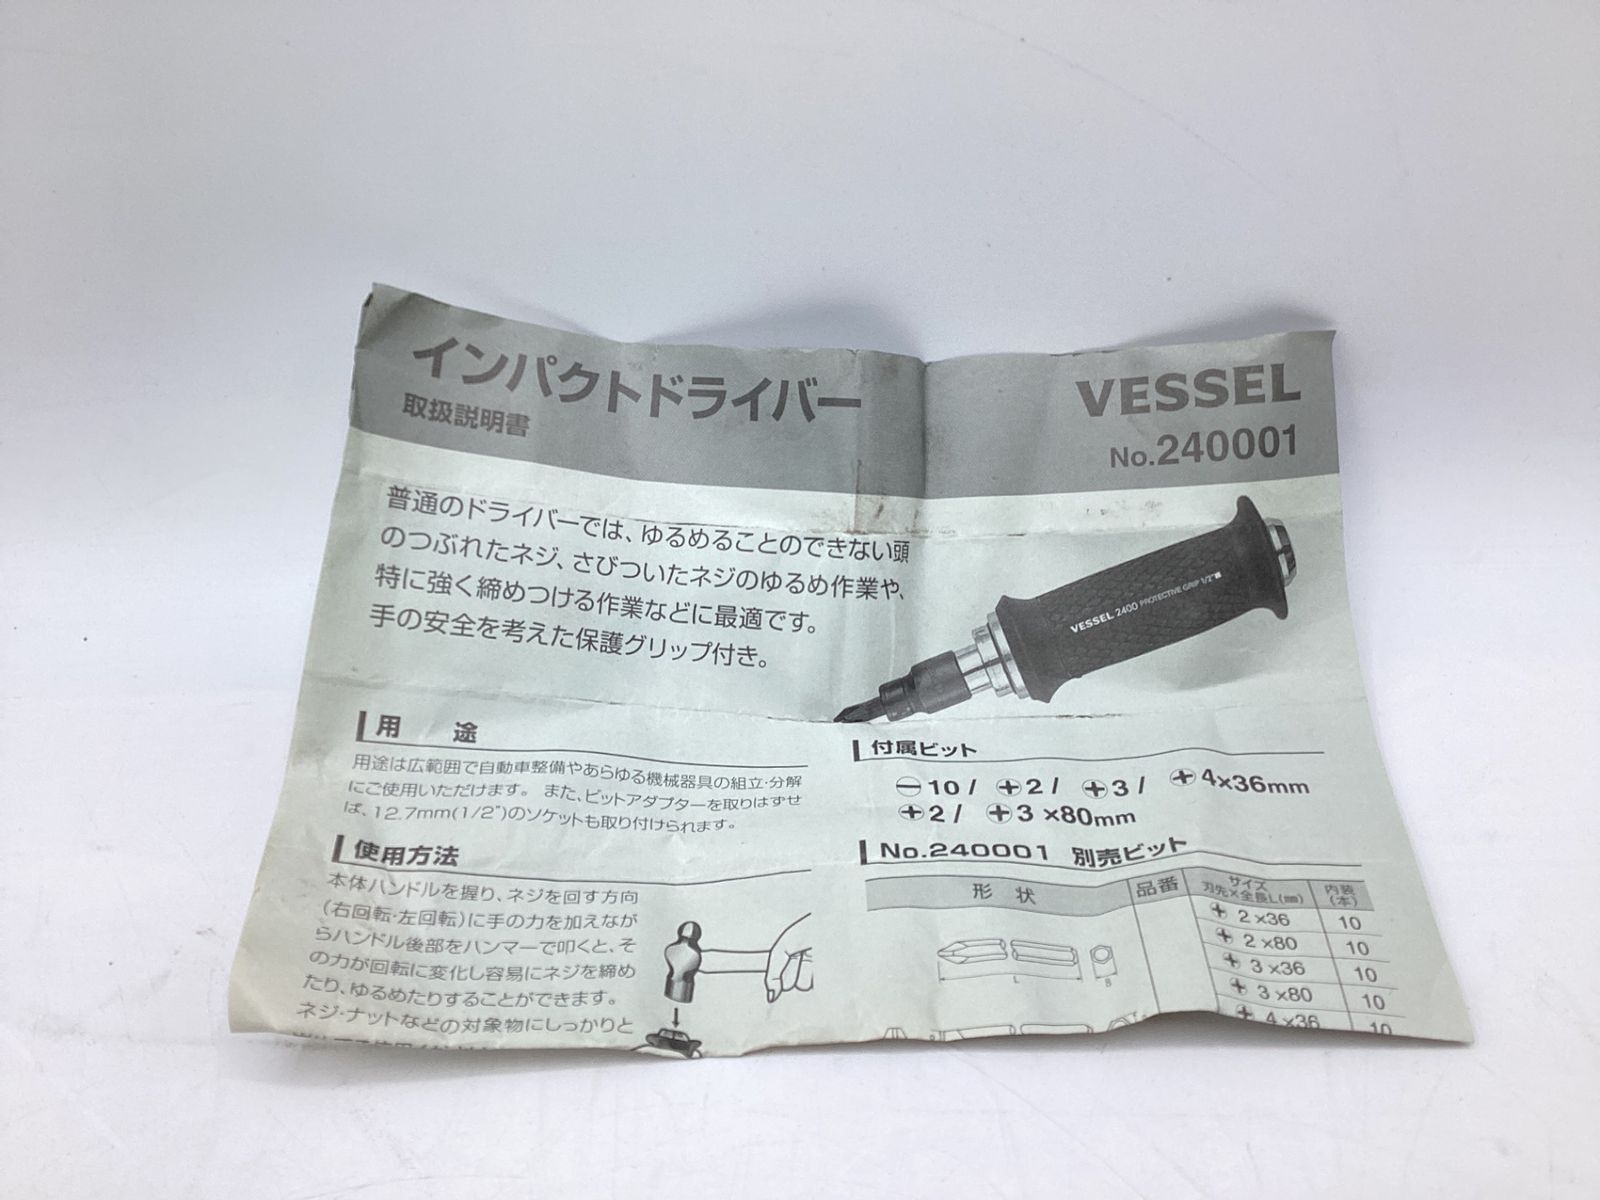 インパクトドライバー
取扱説明書
VESSEL
No.240001
普通のドライバーでは、ゆるめることのできない頭
のつぶれたネジ、さびついたネジのゆるめ作業や、
特に強く締めつける作業などに最適です。
手の安全を考えた保護グリップ付き。
VESSEL 2400 PROTECTIVE GRIP 1/2"
用 途
用途は広範囲で自動車整備やあらゆる機械器具の組立・分解
にご使用いただけます。また、ビットアダプターを取りはずせ
ば、12.7mm(1/2")のソケットも取り付けられます。
使用方法
本体ハンドルを握り、ネジを回す方向
(右回転・左回転)に手の力を加えなが
らハンドル後部をハンマーで叩くと、そ
の力が回転に変化し容易にネジを締め
たり、ゆるめたりすることができます。
ネジ・ナットなどの対象物にしっかりと
付属ビット
⊖10 / ⊕2 / ⊕3 / ⊕4×36mm
⊕2 / ⊕3 ×80mm
No.240001 別売ビット
形 状 品番 サイズ 刃先×全長L(㎜) 内装(本)
⊕ 2×36 10
⊕ 2×80 10
⊕ 3×36 10
⊕ 3×80 10
⊕ 4×36 10
L B